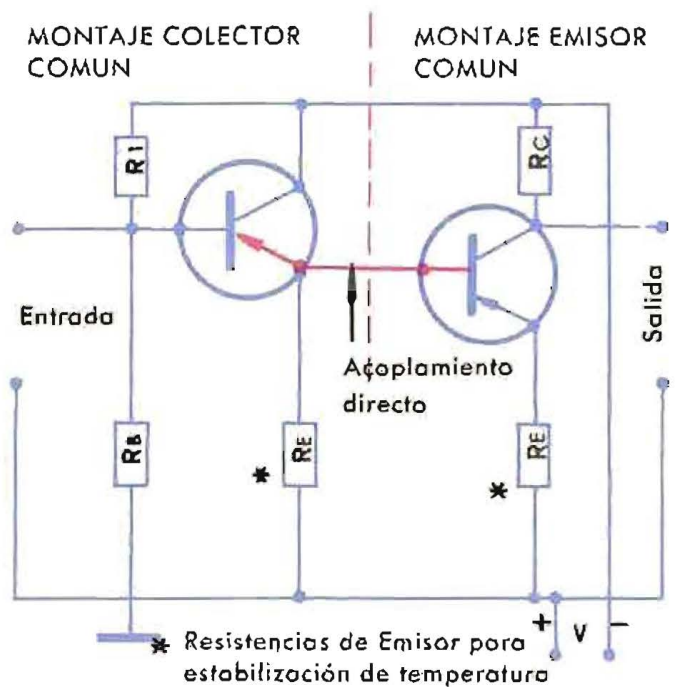 MONTAJE COLECTOR
COMUN
MONTAJE EMISOR
COMUN
R1
RC
Entrada
Salida
Acoplamiento
directo
RB
* RE
* RE
+ V -
* Resistencias de Emisor para
estabilización de temperatura